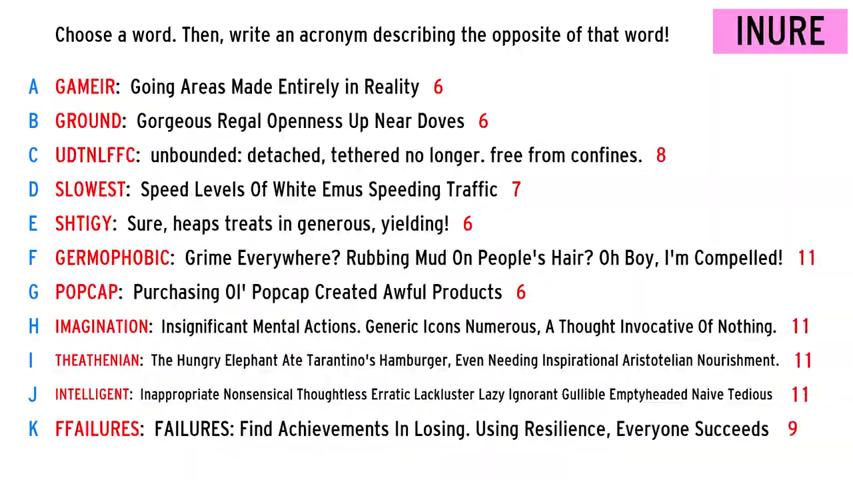 Choose a word. Then, write an acronym describing the opposite of that word!
INURE
A GAMEIR: Going Areas Made Entirely in Reality 6
B GROUND: Gorgeous Regal Openness Up Near Doves 6
C UDTNLFFC: unbounded: detached, tethered no longer. free from confines. 8
D SLOWEST: Speed Levels Of White Emus Speeding Traffic 7
E SHTIGY: Sure, heaps treats in generous, yielding! 6
F GERMOPHOBIC: Grime Everywhere? Rubbing Mud On People's Hair? Oh Boy, I'm Compelled! 11
G POPCAP: Purchasing Ol' Popcap Created Awful Products 6
H IMAGINATION: Insignificant Mental Actions. Generic Icons Numerous, A Thought Invocative Of Nothing. 11
I THEATHENIAN: The Hungry Elephant Ate Tarantino's Hamburger, Even Needing Inspirational Aristotelian Nourishment. 11
J INTELLIGENT: Inappropriate Nonsensical Thoughtless Erratic Lackluster Lazy Ignorant Gullible Emptyheaded Naive Tedious 11
K FFAILURES: FAILURES: Find Achievements In Losing. Using Resilience, Everyone Succeeds 9